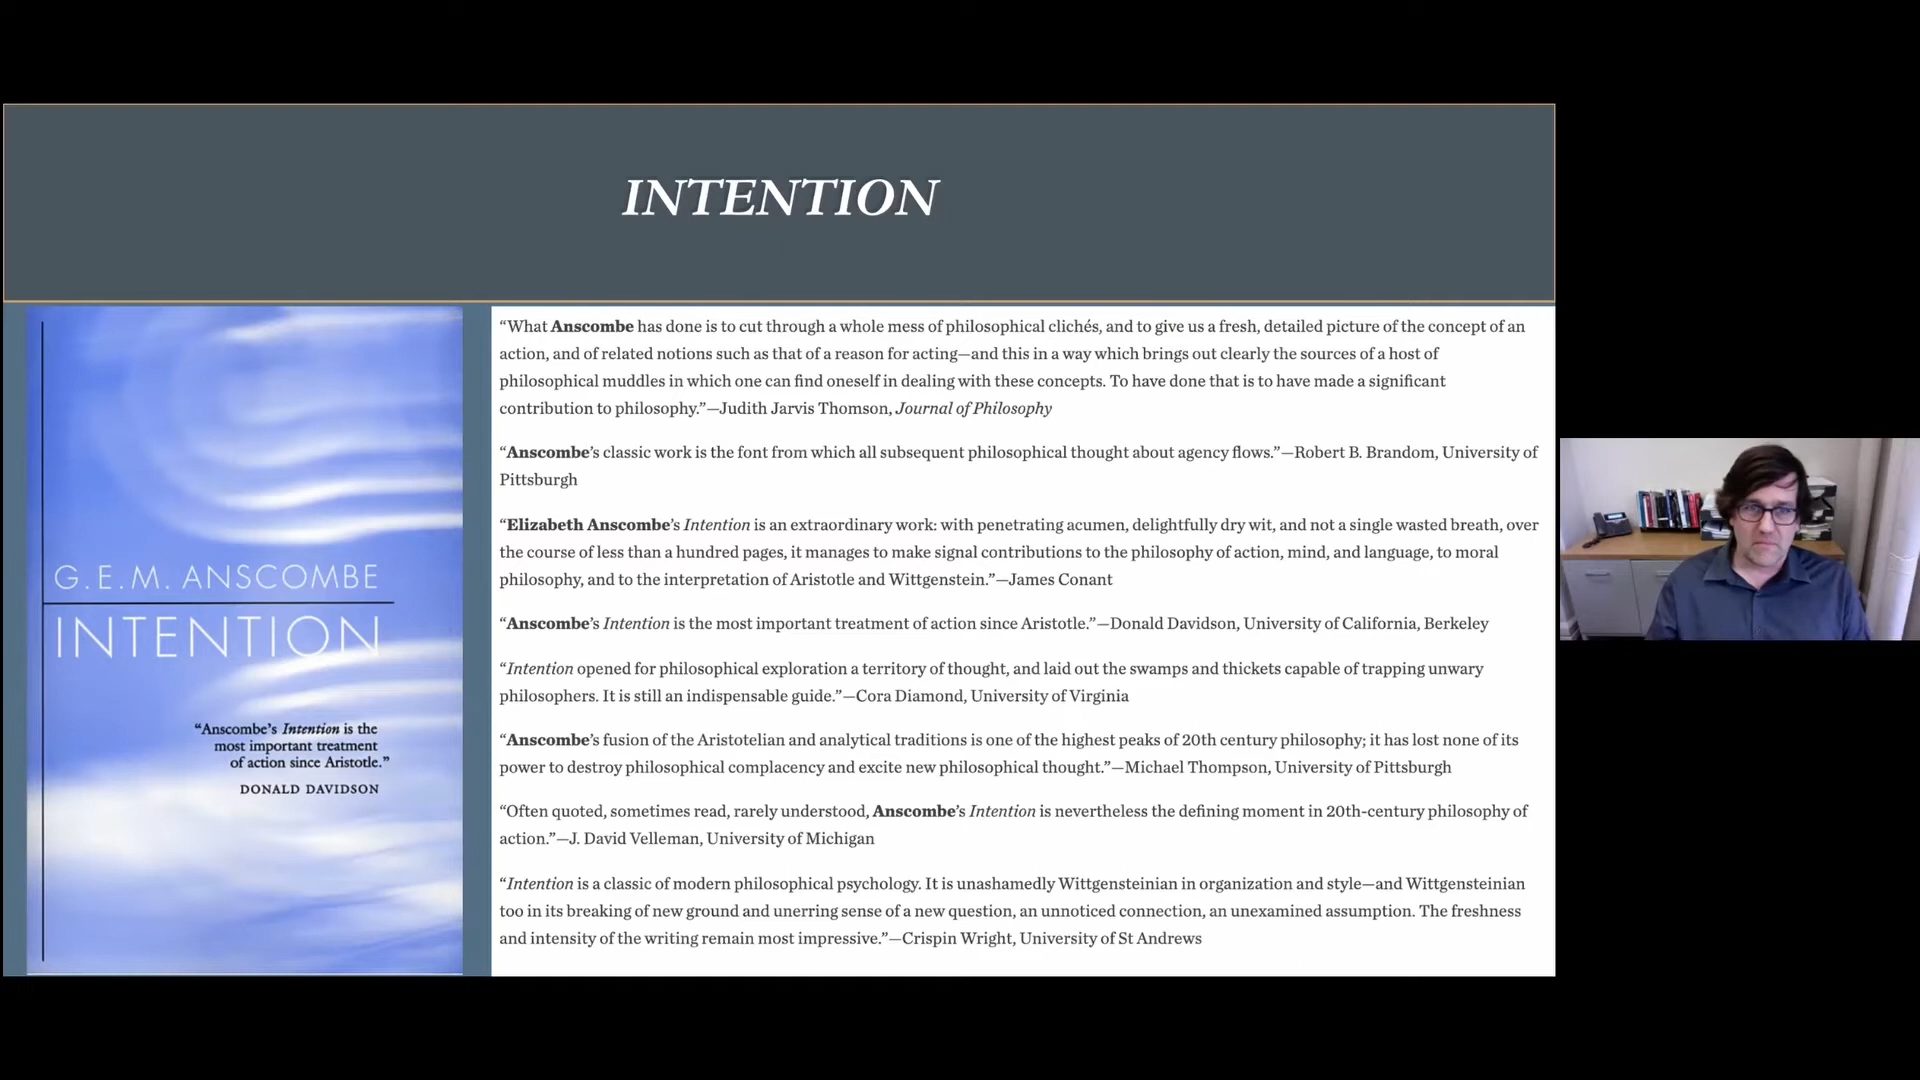 INTENTION
G.E.M. ANSCOMBE
INTENTION
“Anscombe’s Intention is the
most important treatment
of action since Aristotle.”
DONALD DAVIDSON
“What Anscombe has done is to cut through a whole mess of philosophical clichés, and to give us a fresh, detailed picture of the concept of an
action, and of related notions such as that of a reason for acting—and this in a way which brings out clearly the sources of a host of
philosophical muddles in which one can find oneself in dealing with these concepts. To have done that is to have made a significant
contribution to philosophy.”—Judith Jarvis Thomson, Journal of Philosophy
“Anscombe’s classic work is the font from which all subsequent philosophical thought about agency flows.”—Robert B. Brandom, University of
Pittsburgh
“Elizabeth Anscombe’s Intention is an extraordinary work: with penetrating acumen, delightfully dry wit, and not a single wasted breath, over
the course of less than a hundred pages, it manages to make signal contributions to the philosophy of action, mind, and language, to moral
philosophy, and to the interpretation of Aristotle and Wittgenstein.”—James Conant
“Anscombe’s Intention is the most important treatment of action since Aristotle.”—Donald Davidson, University of California, Berkeley
“Intention opened for philosophical exploration a territory of thought, and laid out the swamps and thickets capable of trapping unwary
philosophers. It is still an indispensable guide.”—Cora Diamond, University of Virginia
“Anscombe’s fusion of the Aristotelian and analytical traditions is one of the highest peaks of 20th century philosophy; it has lost none of its
power to destroy philosophical complacency and excite new philosophical thought.”—Michael Thompson, University of Pittsburgh
“Often quoted, sometimes read, rarely understood, Anscombe’s Intention is nevertheless the defining moment in 20th-century philosophy of
action.”—J. David Velleman, University of Michigan
“Intention is a classic of modern philosophical psychology. It is unashamedly Wittgensteinian in organization and style—and Wittgensteinian
too in its breaking of new ground and unerring sense of a new question, an unnoticed connection, an unexamined assumption. The freshness
and intensity of the writing remain most impressive.”—Crispin Wright, University of St Andrews